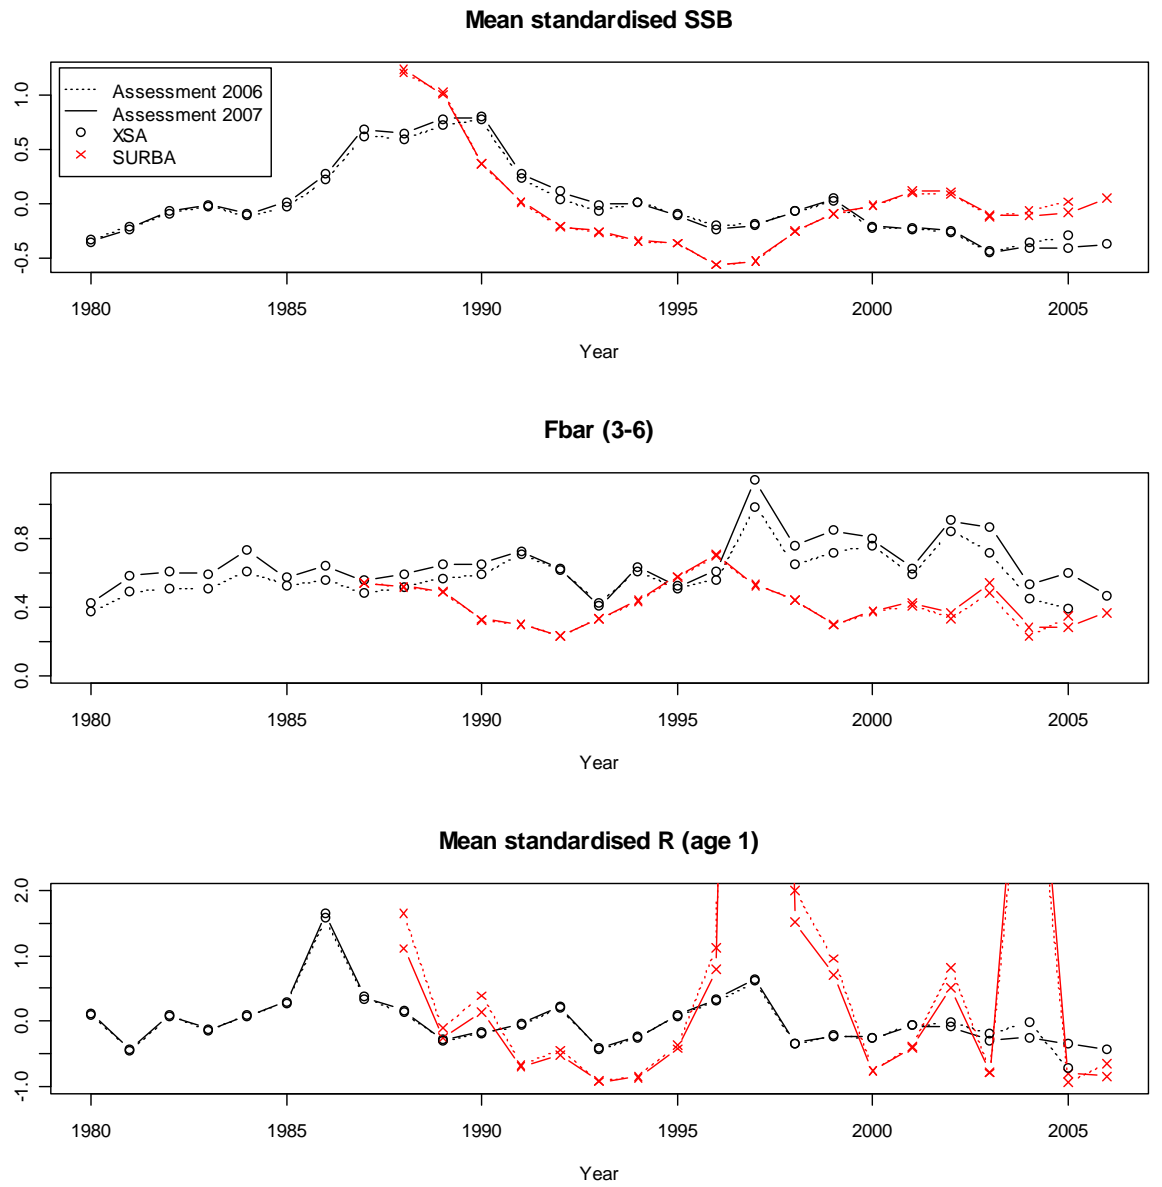 Mean standardised SSB
Assessment 2006
Assessment 2007
XSA
SURBA
1.0
0.5
0.0
-0.5
1980 1985 1990 1995 2000 2005
Year
Fbar (3-6)
0.8
0.4
0.0
1980 1985 1990 1995 2000 2005
Year
Mean standardised R (age 1)
2.0
1.0
0.0
-1.0
1980 1985 1990 1995 2000 2005
Year